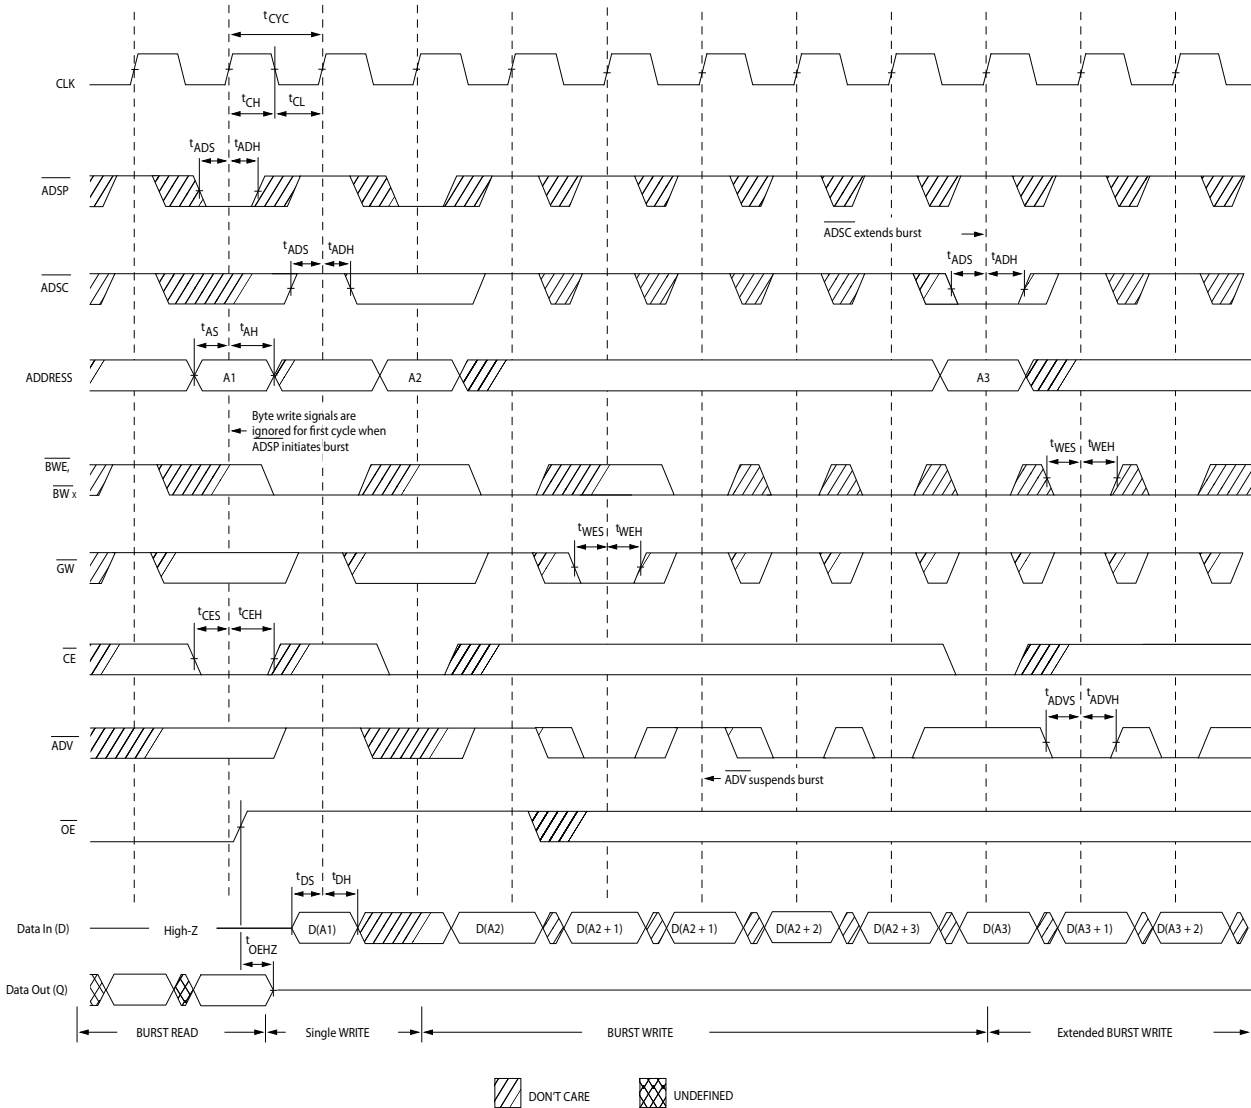 tCYC
CLK
tCH
tCL
tADS
tADH
ADSP
ADSC extends burst
tADS
tADH
tADS
tADH
ADSC
tAS
tAH
ADDRESS
A1
A2
A3
Byte write signals are
ignored for first cycle when
ADSP initiates burst
tWES
tWEH
BWE,
BW x
tWES
tWEH
GW
tCES
tCEH
CE
tADVS
tADVH
ADV
ADV suspends burst
OE
tDS
tDH
Data In (D)
High-Z
D(A1)
D(A2)
D(A2 + 1)
D(A2 + 1)
D(A2 + 2)
D(A2 + 3)
D(A3)
D(A3 + 1)
D(A3 + 2)
tOEHZ
Data Out (Q)
BURST READ
Single WRITE
BURST WRITE
Extended BURST WRITE
DON'T CARE
UNDEFINED